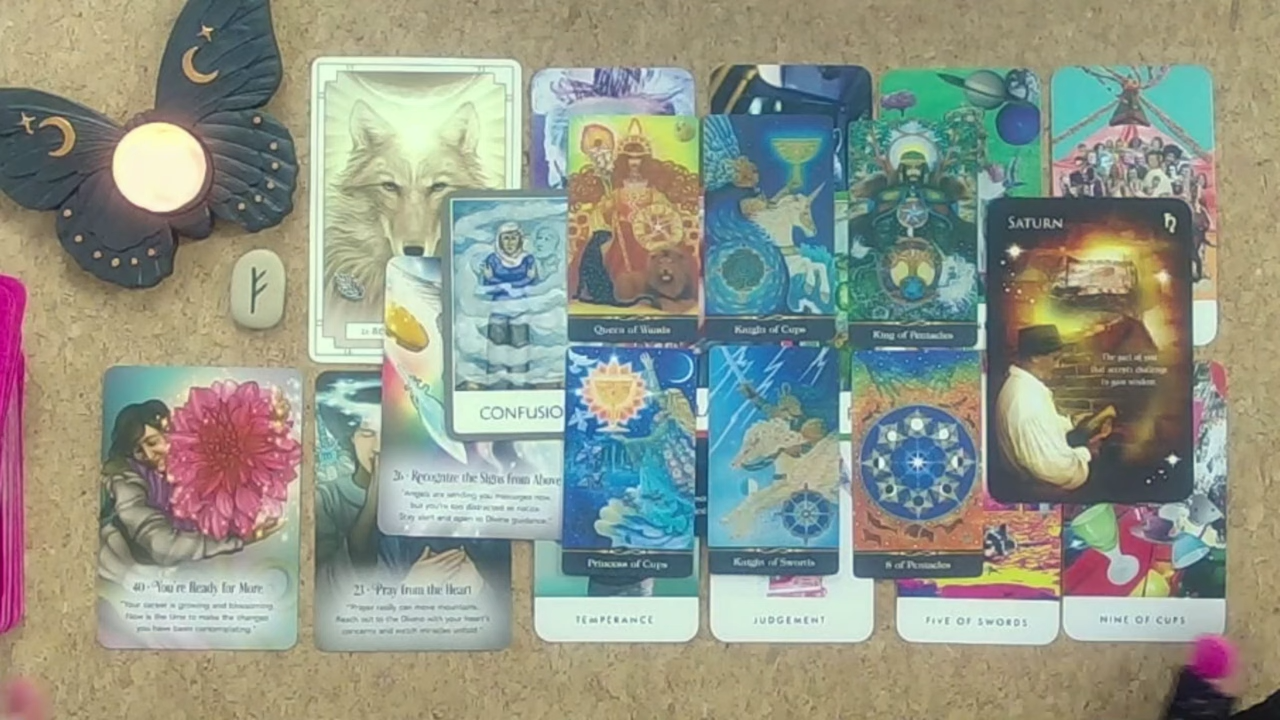 SATURN
♄
The part of you
that accepts challenge
to gain wisdom
CONFUSIO
Queen of Wands
Knight of Cups
King of Pentacles
26 · Recognize the Signs from Above
"Angels are sending you messages now,
but you're too distracted to notice.
Stay alert and open to Divine guidance."
Princess of Cups
Knight of Swords
8 of Pentacles
40 · You're Ready for More
"Your career is growing and blossoming.
Now is the time to make the changes
you have been contemplating."
23 · Pray from the Heart
"Prayer really can move mountains.
Reach out to the Divine with your heart's
concerns and watch miracles unfold."
TEMPERANCE
JUDGEMENT
FIVE OF SWORDS
NINE OF CUPS